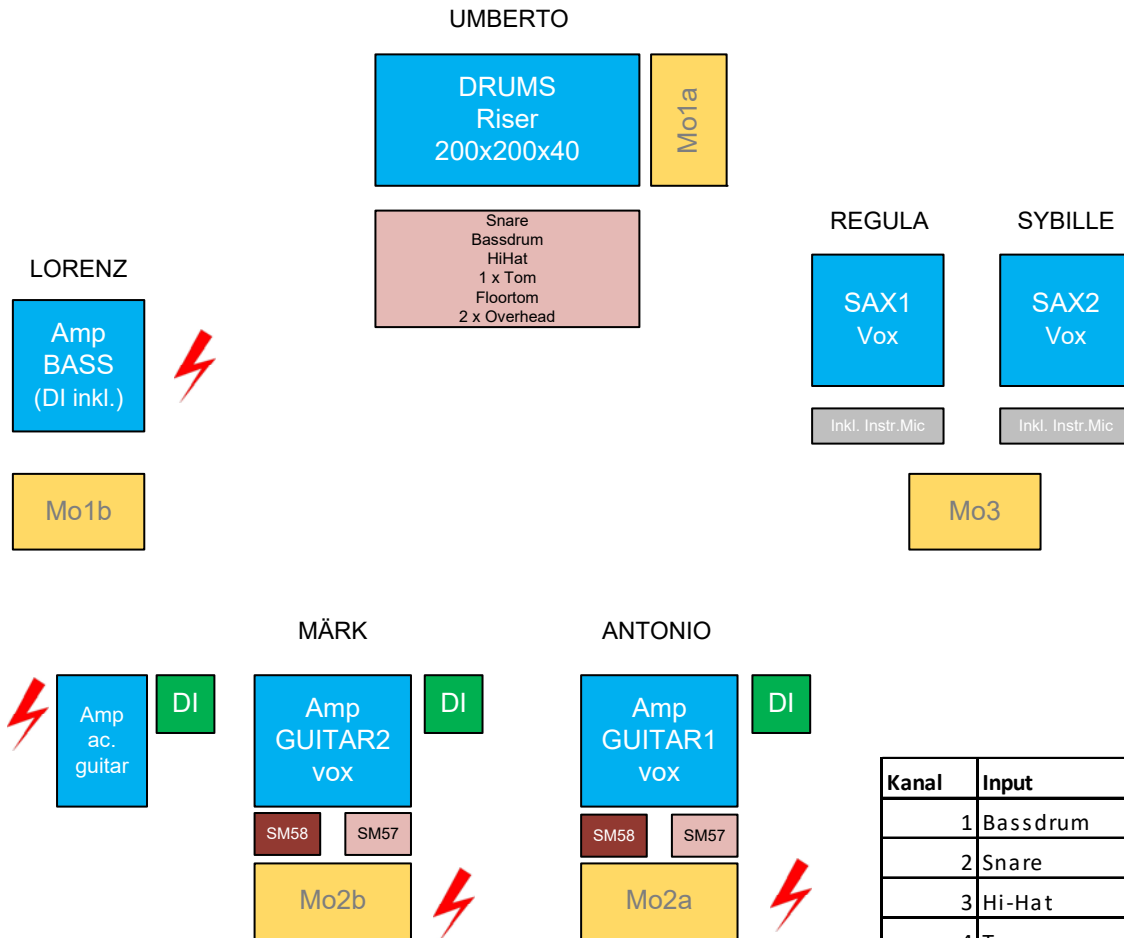 UMBERTO
DRUMS
Riser
200x200x40
Mo1a
Snare
Bassdrum
HiHat
1 x Tom
Floortom
2 x Overhead
REGULA
SYBILLE
SAX1
Vox
SAX2
Vox
Inkl. Instr.Mic
Inkl. Instr.Mic
Mo3
LORENZ
Amp
BASS
(DI inkl.)
Mo1b
MÄRK
ANTONIO
Amp
ac.
guitar
DI
Amp
GUITAR2
vox
DI
SM58
SM57
Mo2b
Amp
GUITAR1
vox
DI
SM58
SM57
Mo2a
Kanal Input
1 Bassdrum
2 Snare
3 Hi-Hat